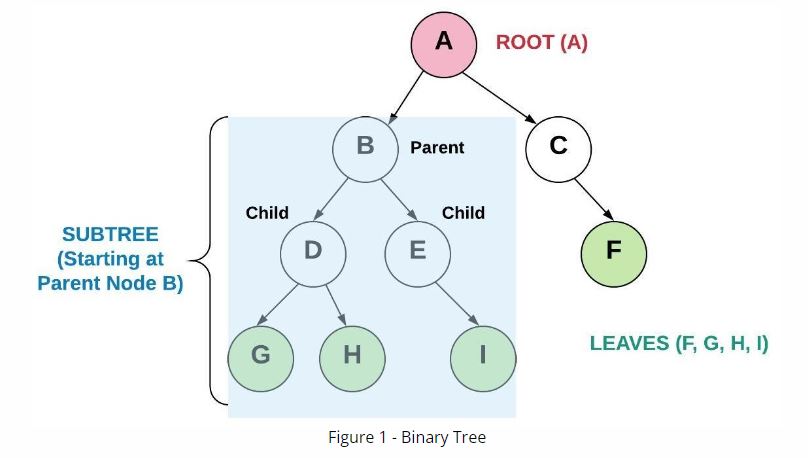 A
ROOT (A)
B
Parent
C
Child
Child
SUBTREE
(Starting at
Parent Node B)
D
E
F
G
H
I
LEAVES (F, G, H, I)
Figure 1 - Binary Tree